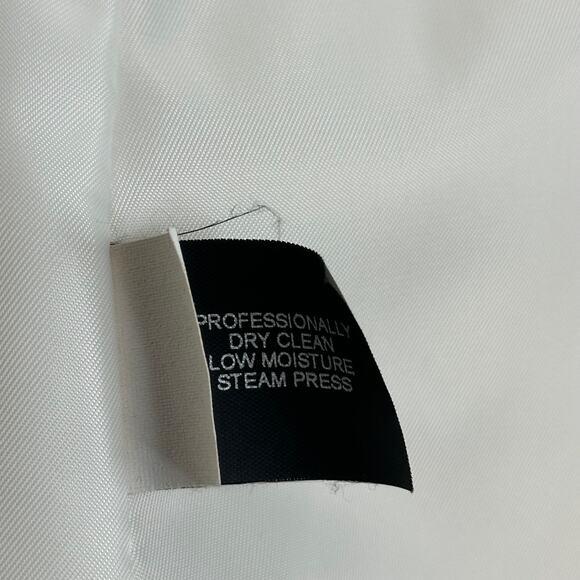 PROFESSIONALLY
DRY CLEAN
LOW MOISTURE
STEAM PRESS